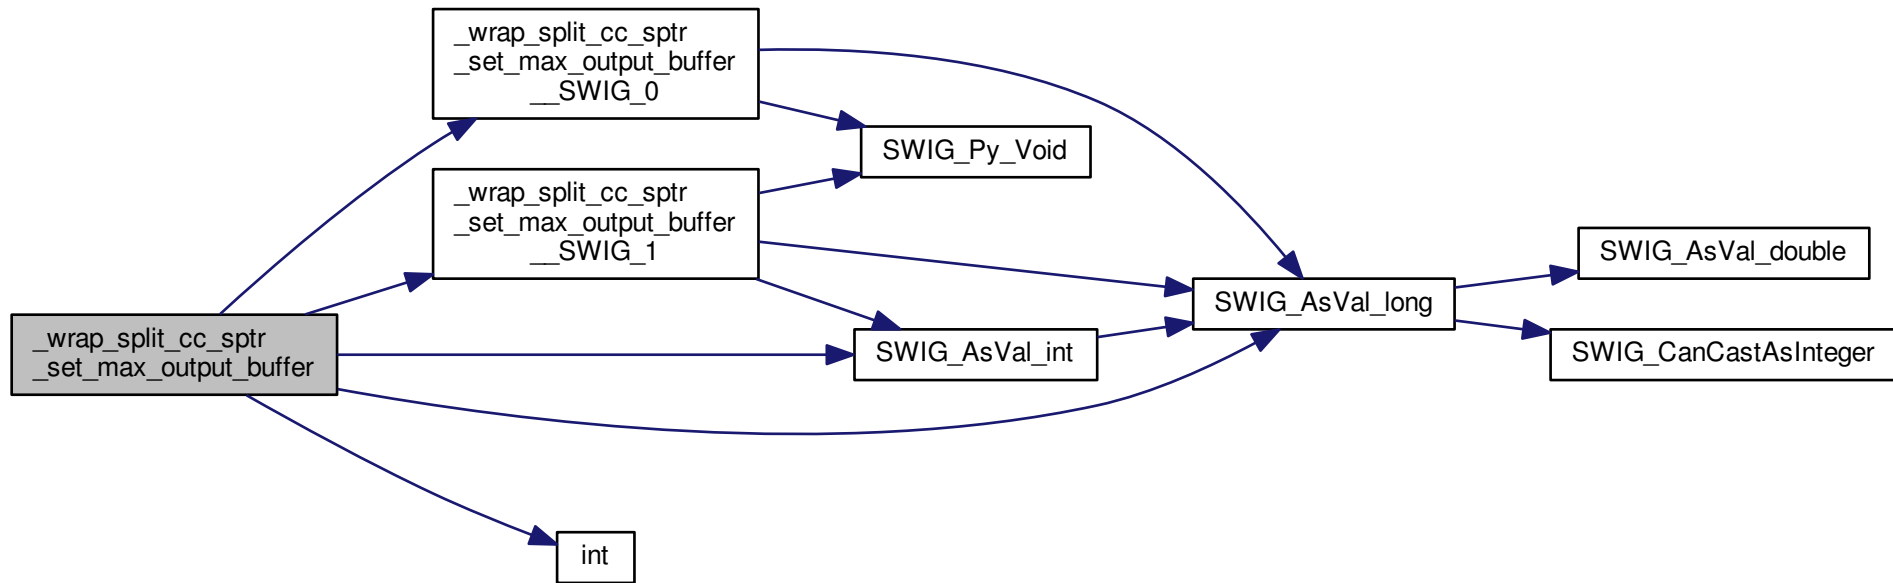 _wrap_split_cc_sptr
_set_max_output_buffer
__SWIG_0
SWIG_Py_Void
_wrap_split_cc_sptr
_set_max_output_buffer
__SWIG_1
SWIG_AsVal_double
SWIG_AsVal_long
_wrap_split_cc_sptr
_set_max_output_buffer
SWIG_AsVal_int
SWIG_CanCastAsInteger
int